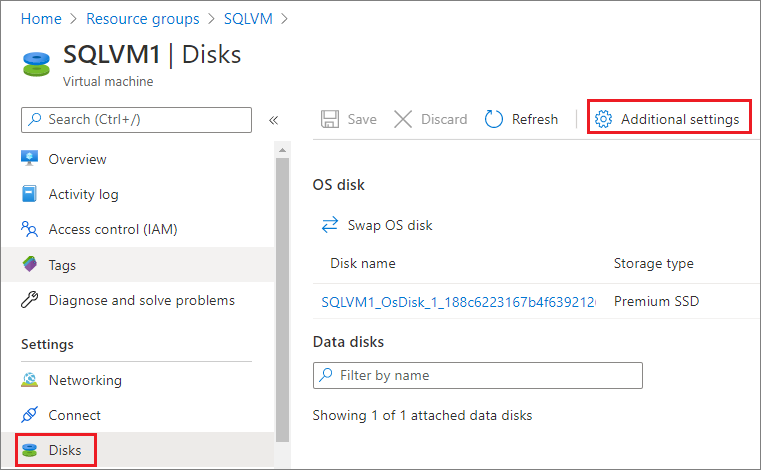 Home > Resource groups > SQLVM >
SQLVM1 | Disks
Virtual machine
Search (Ctrl+/)
«
Save
Discard
Refresh
Additional settings
Overview
Activity log
Access control (IAM)
Tags
Diagnose and solve problems
Settings
Networking
Connect
Disks
OS disk
Swap OS disk
Disk name Storage type
SQLVM1_OsDisk_1_188c6223167b4f639212 Premium SSD
Data disks
Filter by name
Showing 1 of 1 attached data disks